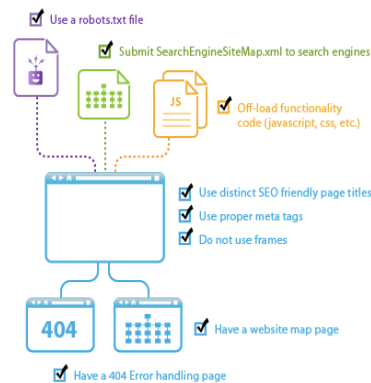 Use a robots.txt file
Submit SearchEngineSiteMap.xml to search engines
JS
Off-load functionality
code (javascript, css, etc.)
Use distinct SEO friendly page titles
Use proper meta tags
Do not use frames
404
Have a website map page
Have a 404 Error handling page